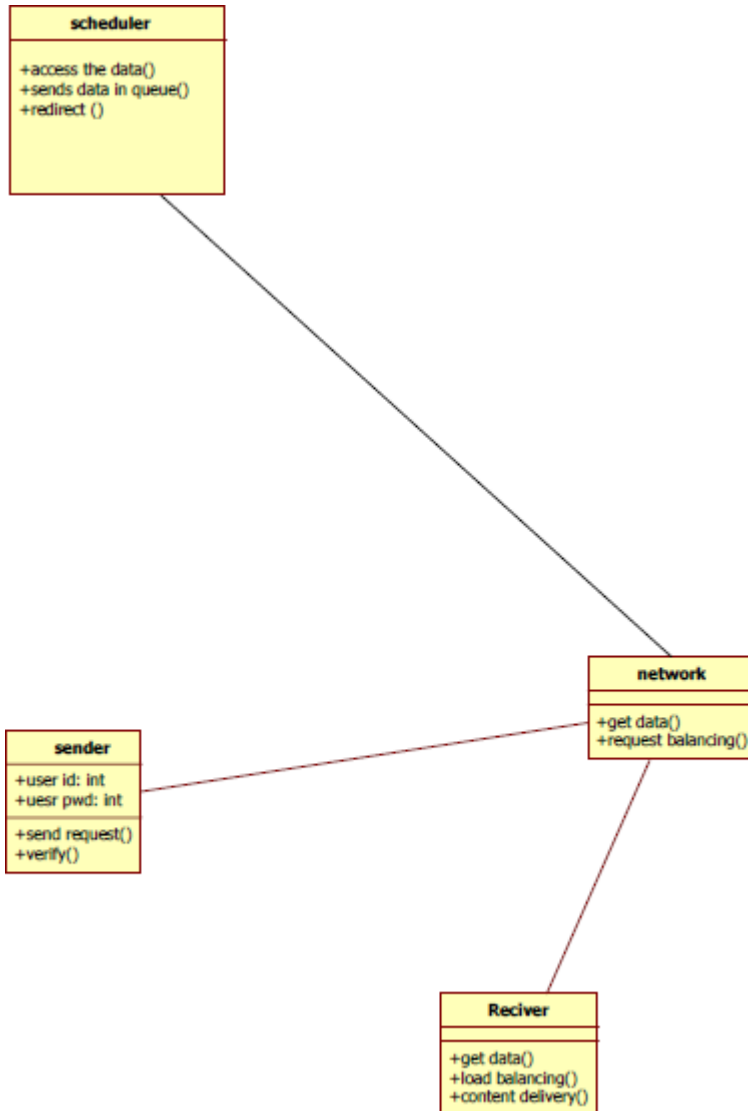 scheduler
+access the data()
+sends data in queue()
+redirect ()
network
+get data()
+request balancing()
sender
+user id: int
+uesr pwd: int
+send request()
+verify()
Reciver
+get data()
+load balancing()
+content delivery()